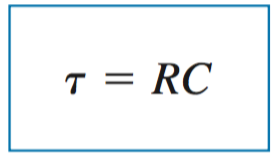 τ = RC